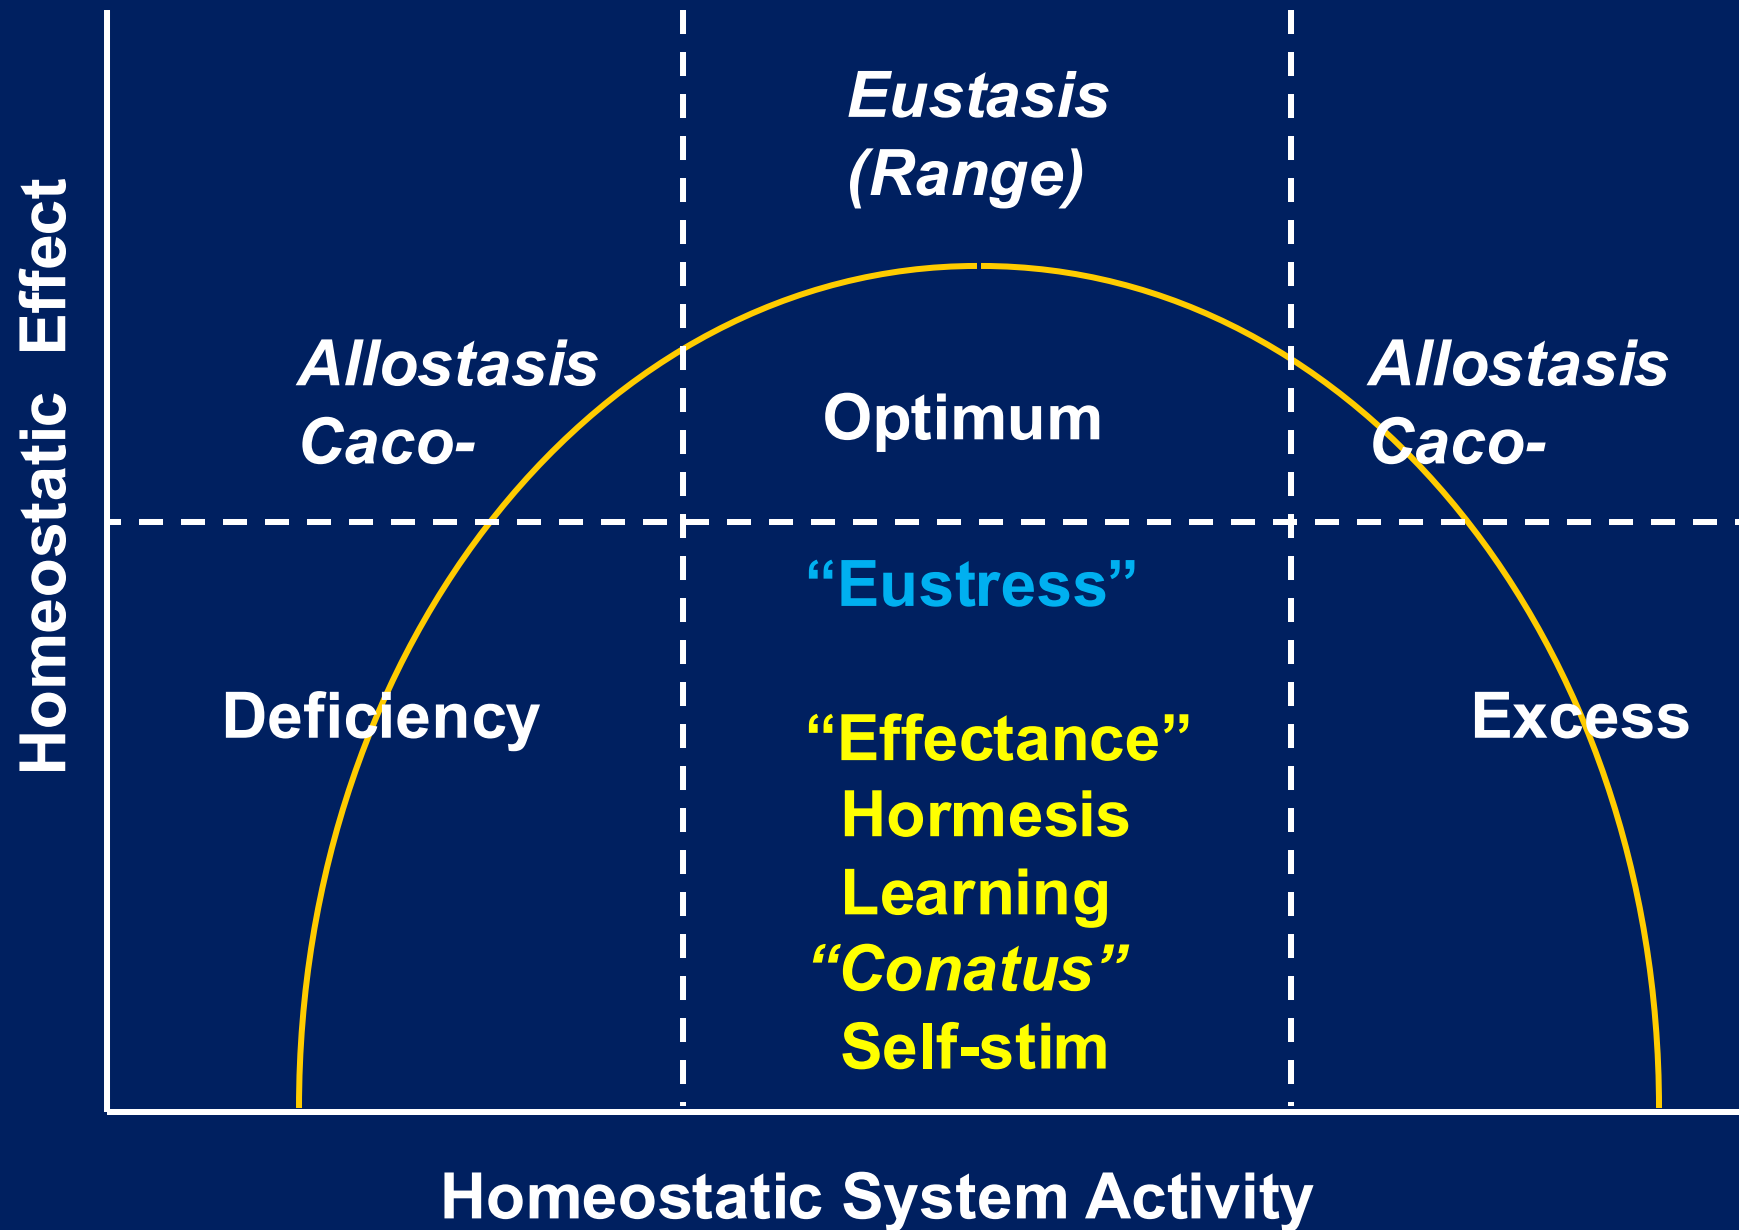 Eustasis
(Range)
Homeostatic Effect
Allostasis
Caco-
Optimum
Allostasis
Caco-
“Eustress”
Deficiency
“Effectance”
Hormesis
Learning
“Conatus”
Self-stim
Excess
Homeostatic System Activity